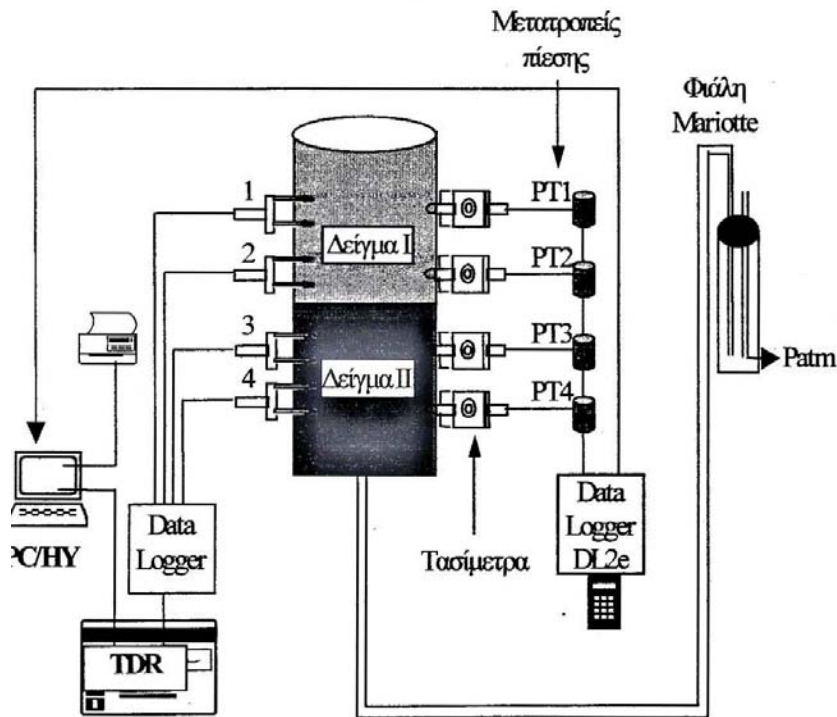 Μετατροπείς
πίεσης
Φιάλη
Mariotte
1
PT1
Δείγμα I
2
PT2
3
PT3
Patm
4
Δείγμα II
PT4
Data
Logger
Data
Logger
DL2e
PC/HY
Τασίμετρα
TDR